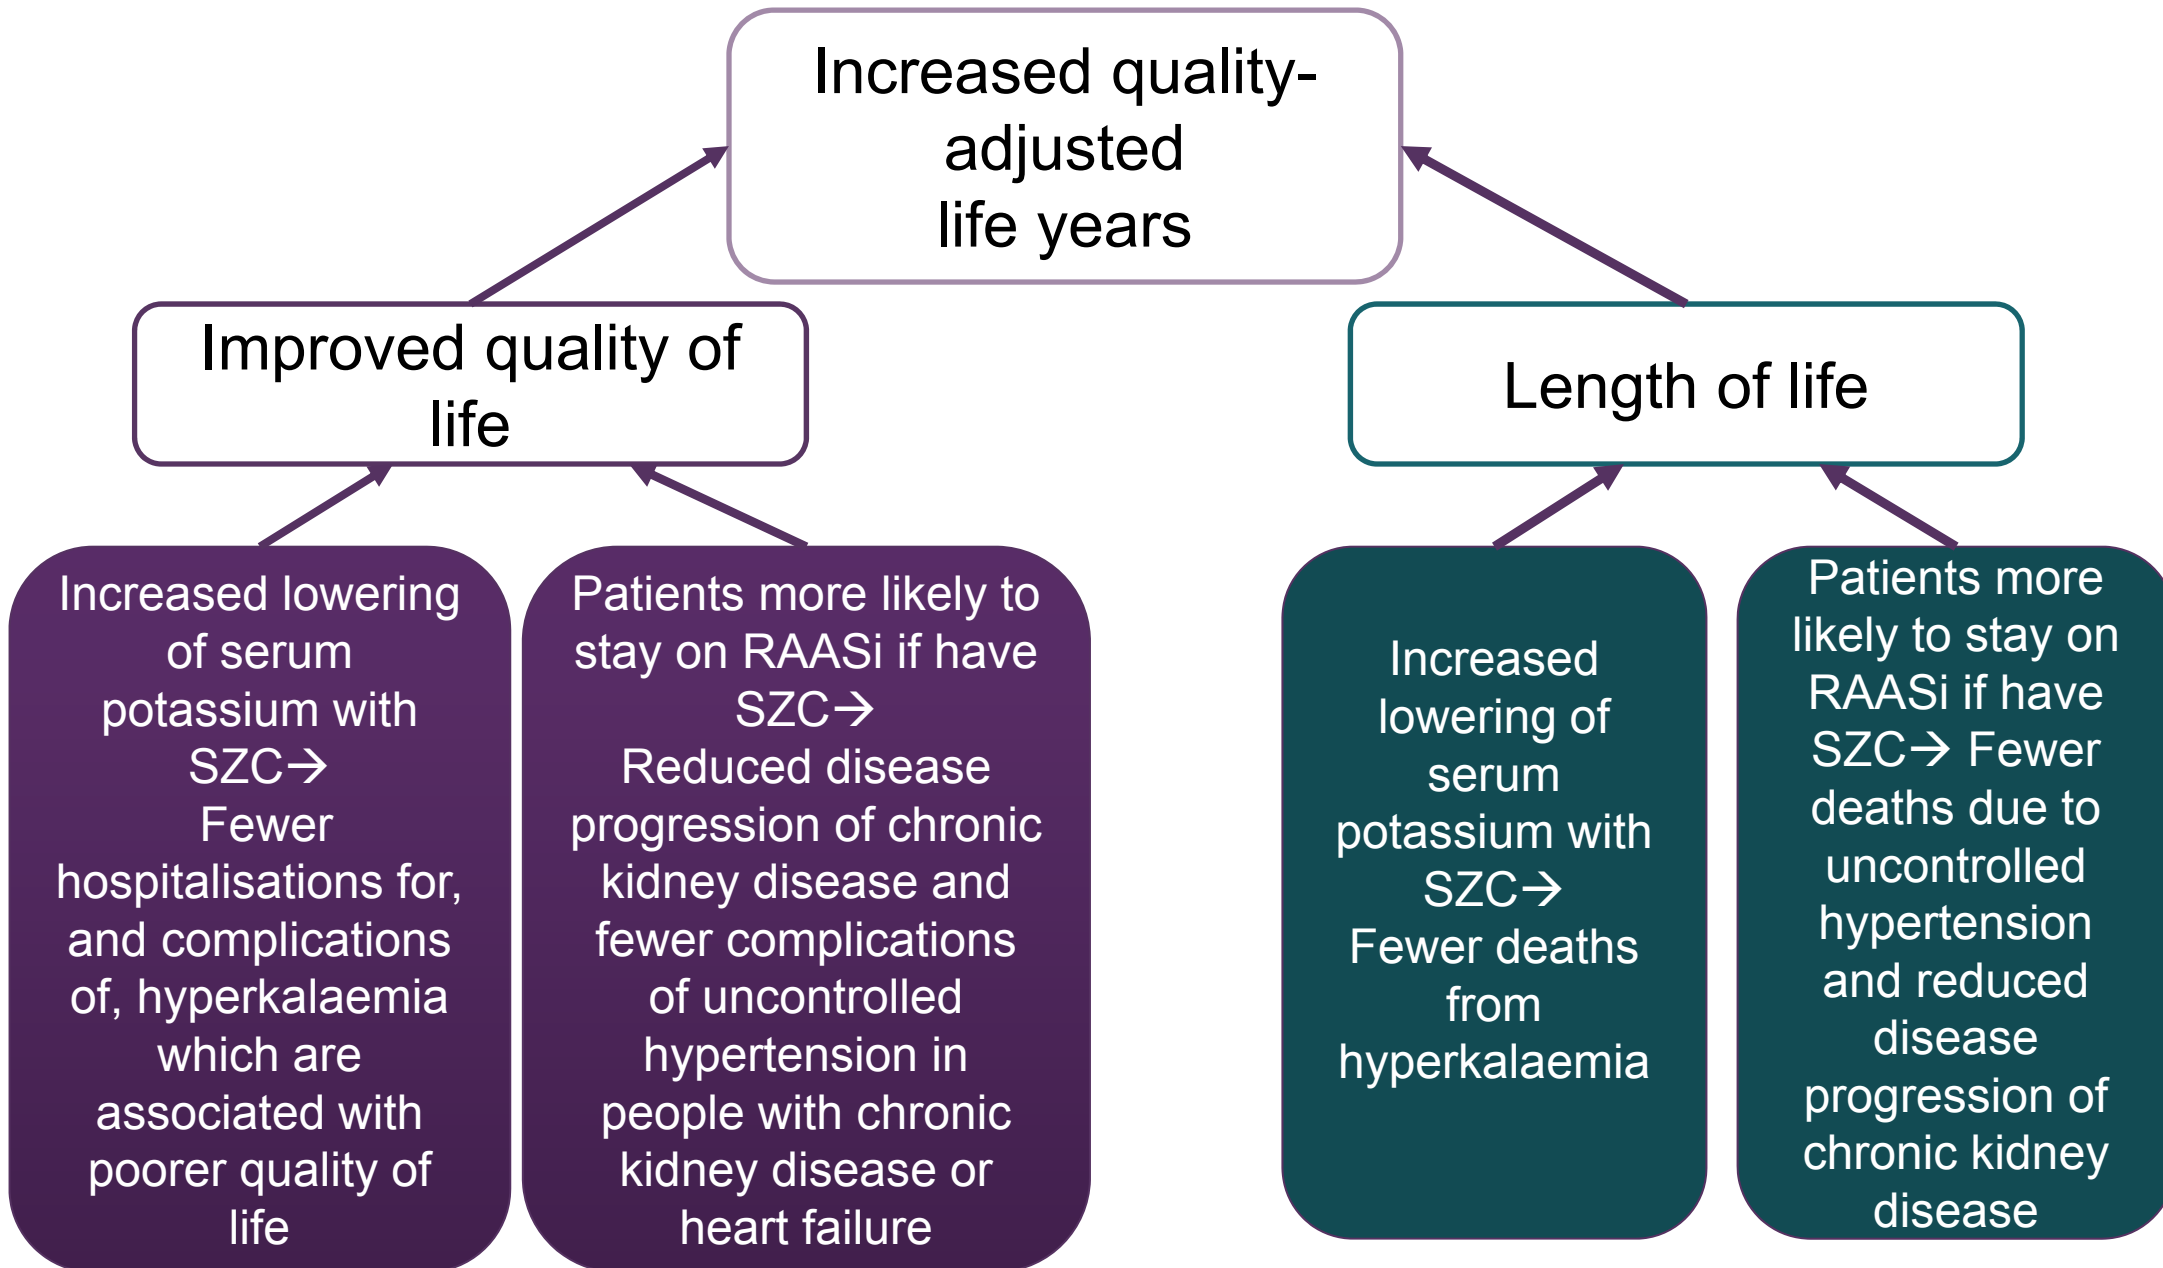 Increased quality-
adjusted
life years
Improved quality of
life
Length of life
Increased lowering
of serum
potassium with
SZC→
Fewer
hospitalisations for,
and complications
of, hyperkalaemia
which are
associated with
poorer quality of
life
Patients more likely to
stay on RAASi if have
SZC→
Reduced disease
progression of chronic
kidney disease and
fewer complications
of uncontrolled
hypertension in
people with chronic
kidney disease or
heart failure
Increased
lowering of
serum
potassium with
SZC→
Fewer deaths
from
hyperkalaemia
Patients more
likely to stay on
RAASi if have
SZC→ Fewer
deaths due to
uncontrolled
hypertension
and reduced
disease
progression of
chronic kidney
disease